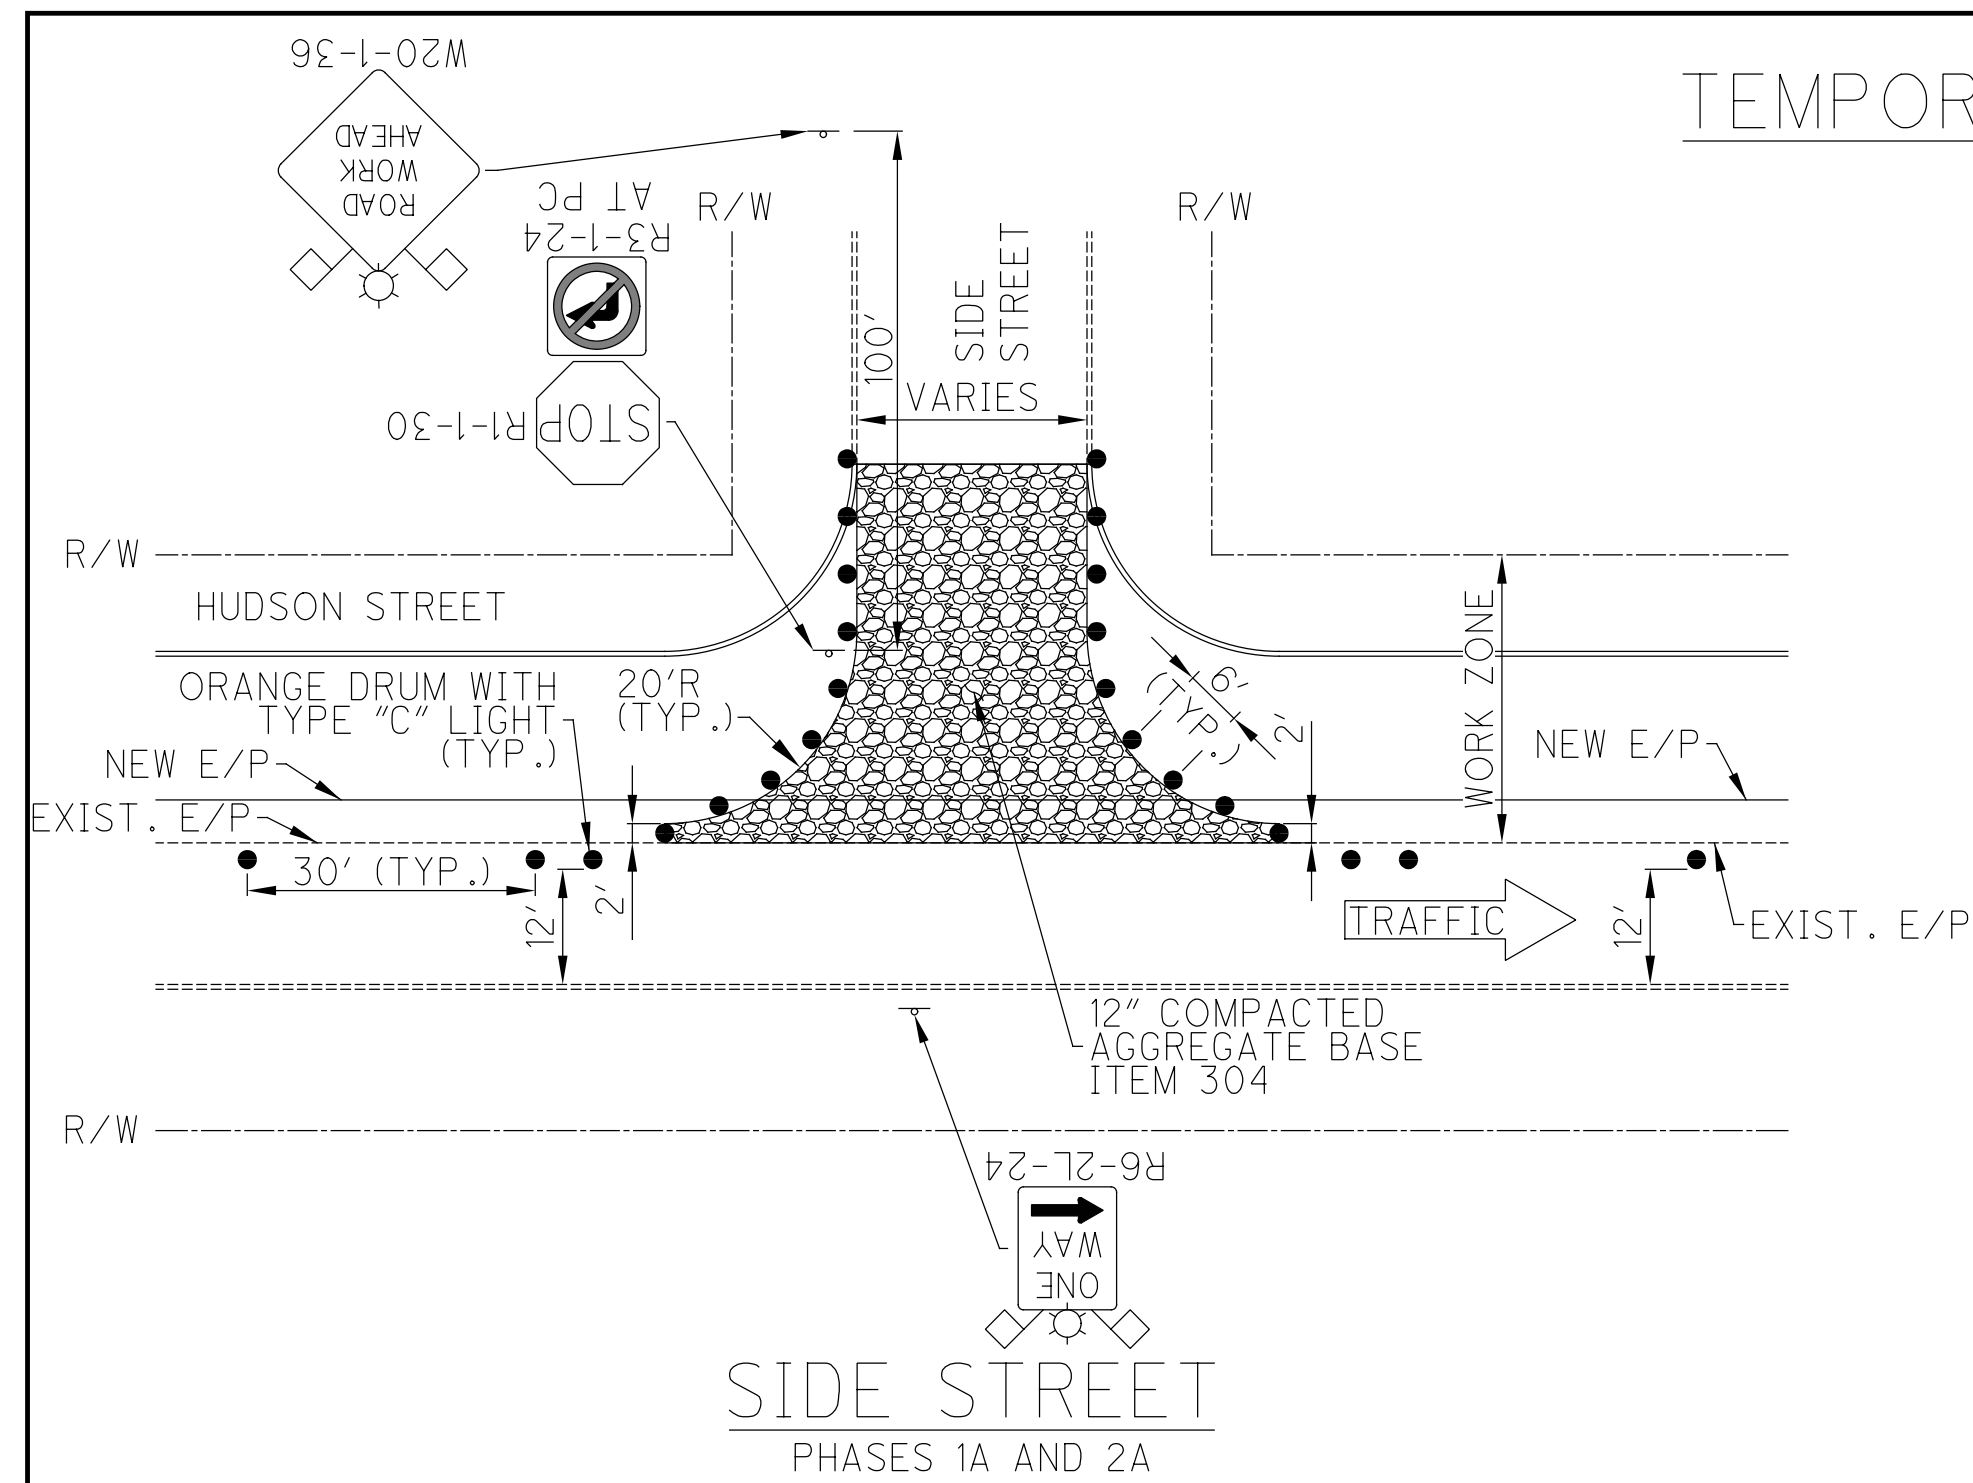 W20-1-36
ROAD
WORK
AHEAD
TEMPOR
R3-1-24
AT PC
R/W
R/W
SIDE
STREET
100'
VARIES
STOP
R1-1-30
R/W
HUDSON STREET
ORANGE DRUM WITH
TYPE "C" LIGHT
(TYP.)
20'R
(TYP.)
6'
(TYP.)
2'
WORK ZONE
NEW E/P
NEW E/P
EXIST. E/P
30' (TYP.)
12'
2'
TRAFFIC
12'
EXIST. E/P
12" COMPACTED
AGGREGATE BASE
ITEM 304
R/W
R6-2L-24
ONE
WAY
SIDE STREET
PHASES 1A AND 2A